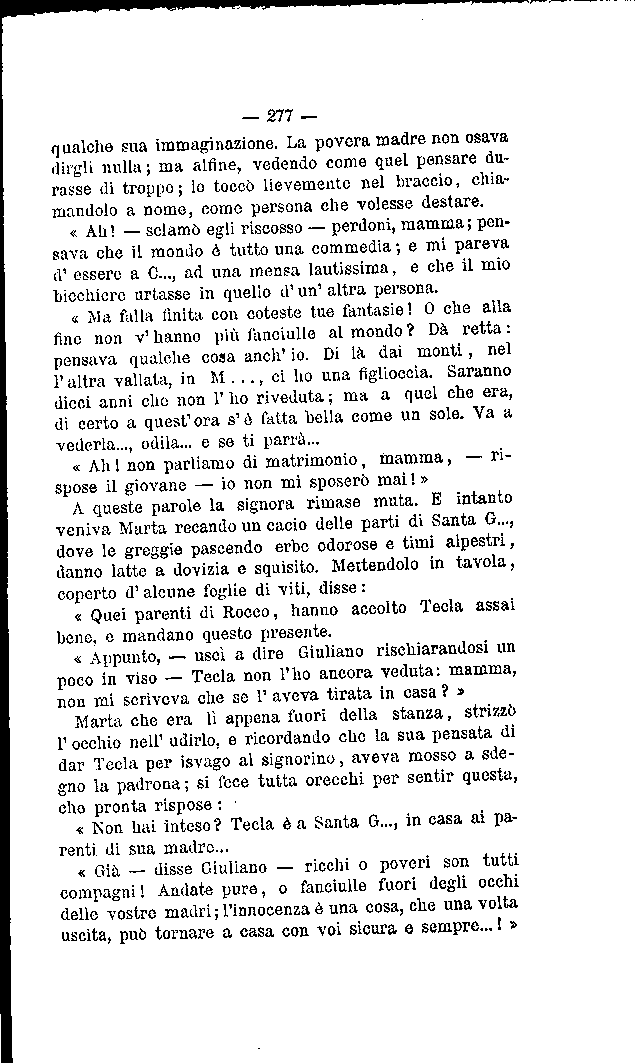 — 277 —
qualche sua immaginazione. La povera madre non osava
dirgli nulla; ma alfine, vedendo come quel pensare du-
rasse di troppo; lo toccò lievemente nel braccio, chia-
mandolo a nome, come persona che volesse destare.
« Ah! — sclamò egli riscosso — perdoni, mamma; pen-
sava che il mondo è tutto una commedia; e mi pareva
d'essere a C..., ad una mensa lautissima, e che il mio
bicchiere urtasse in quello d'un'altra persona.
« Ma falla finita con coteste tue fantasie! O che alla
fine non v'hanno più fanciulle al mondo? Dà retta:
pensava qualche cosa anch'io. Di là dai monti, nel
l'altra vallata, in M..., ci ho una figlioccia. Saranno
dieci anni che non l'ho riveduta; ma a quel che era,
di certo a quest'ora s'è fatta bella come un sole. Va a
vederla..., odila... e se ti parrà...
« Ah! non parliamo di matrimonio, mamma, — ri-
spose il giovane — io non mi sposerò mai! »
A queste parole la signora rimase muta. E intanto
veniva Marta recando un cacio delle parti di Santa G...,
dove le greggie pascendo erbe odorose e timi alpestri,
danno latte a dovizia e squisito. Mettendolo in tavola,
coperto d'alcune foglie di viti, disse:
« Quei parenti di Rocco, hanno accolto Tecla assai
bene, e mandano questo presente.
« Appunto, — uscì a dire Giuliano rischiarandosi un
poco in viso — Tecla non l'ho ancora veduta: mamma,
non mi scriveva che se l'aveva tirata in casa? »
Marta che era lì appena fuori della stanza, strizzò
l'occhio nell'udirlo, e ricordando che la sua pensata di
dar Tecla per isvago al signorino, aveva mosso a sde-
gno la padrona; si fece tutta orecchi per sentir questa,
che pronta rispose:
« Non hai inteso? Tecla è a Santa G..., in casa ai pa-
renti di sua madre...
« Già — disse Giuliano — ricchi o poveri son tutti
compagni! Andate pure, o fanciulle fuori degli occhi
delle vostre madri; l'innocenza è una cosa, che una volta
uscita, può tornare a casa con voi sicura e sempre...! »